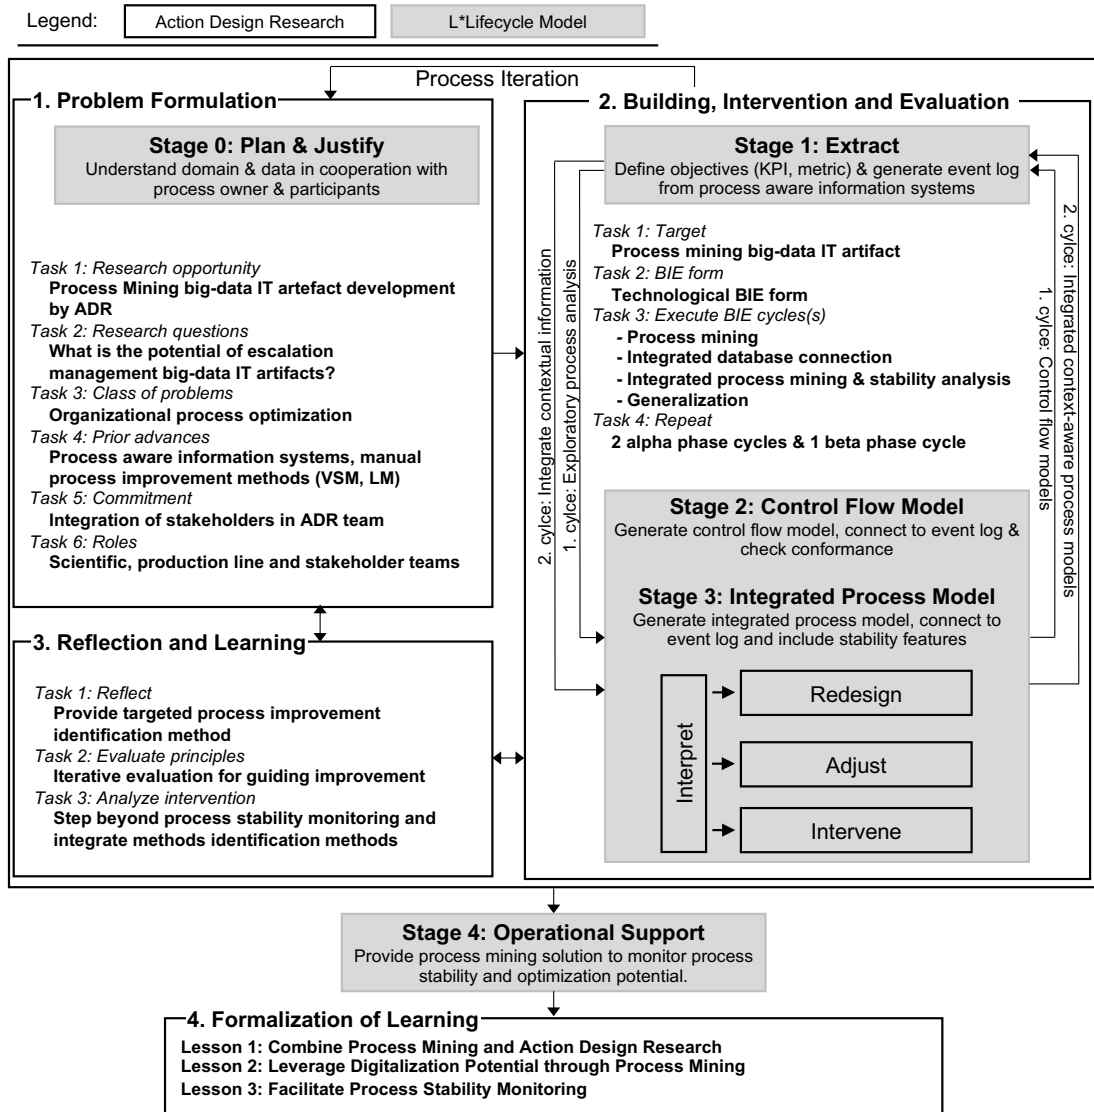 Legend:
Action Design Research
L*Lifecycle Model
Process Iteration
1. Problem Formulation
Stage 0: Plan & Justify
Understand domain & data in cooperation with
process owner & participants
Task 1: Research opportunity
Process Mining big-data IT artefact development
by ADR
Task 2: Research questions
What is the potential of escalation
management big-data IT artifacts?
Task 3: Class of problems
Organizational process optimization
Task 4: Prior advances
Process aware information systems, manual
process improvement methods (VSM, LM)
Task 5: Commitment
Integration of stakeholders in ADR team
Task 6: Roles
Scientific, production line and stakeholder teams
2. Building, Intervention and Evaluation
Stage 1: Extract
Define objectives (KPI, metric) & generate event log
from process aware information systems
Task 1: Target
Process mining big-data IT artifact
Task 2: BIE form
Technological BIE form
Task 3: Execute BIE cycles(s)
- Process mining
- Integrated database connection
- Integrated process mining & stability analysis
- Generalization
Task 4: Repeat
2 alpha phase cycles & 1 beta phase cycle
2. cylce: Integrate contextual information
1. cylce: Exploratory process analysis
1. cylce: Control flow models
2. cylce: Integrated context-aware process models
Stage 2: Control Flow Model
Generate control flow model, connect to event log &
check conformance
Stage 3: Integrated Process Model
Generate integrated process model, connect to
event log and include stability features
Interpret
Redesign
Adjust
Intervene
3. Reflection and Learning
Task 1: Reflect
Provide targeted process improvement
identification method
Task 2: Evaluate principles
Iterative evaluation for guiding improvement
Task 3: Analyze intervention
Step beyond process stability monitoring and
integrate methods identification methods
Stage 4: Operational Support
Provide process mining solution to monitor process
stability and optimization potential.
4. Formalization of Learning
Lesson 1: Combine Process Mining and Action Design Research
Lesson 2: Leverage Digitalization Potential through Process Mining
Lesson 3: Facilitate Process Stability Monitoring